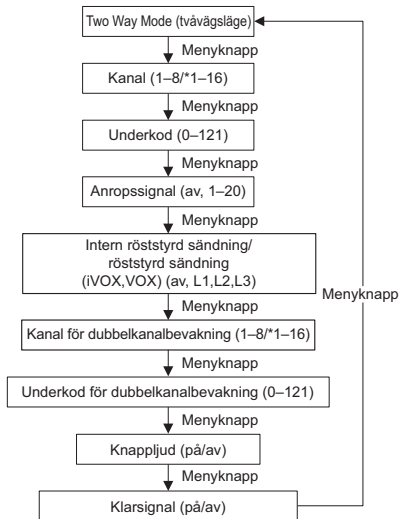 Two Way Mode (tvåvägsläge)
Menyknapp
Kanal (1–8/*1–16)
Menyknapp
Underkod (0–121)
Menyknapp
Anropssignal (av, 1–20)
Menyknapp
Intern röststyrd sändning/
röststyrd sändning
(iVOX,VOX) (av, L1,L2,L3)
Menyknapp
Menyknapp
Kanal för dubbelkanalbevakning (1–8/*1–16)
Menyknapp
Underkod för dubbelkanalbevakning (0–121)
Menyknapp
Knappljud (på/av)
Menyknapp
Klarsignal (på/av)